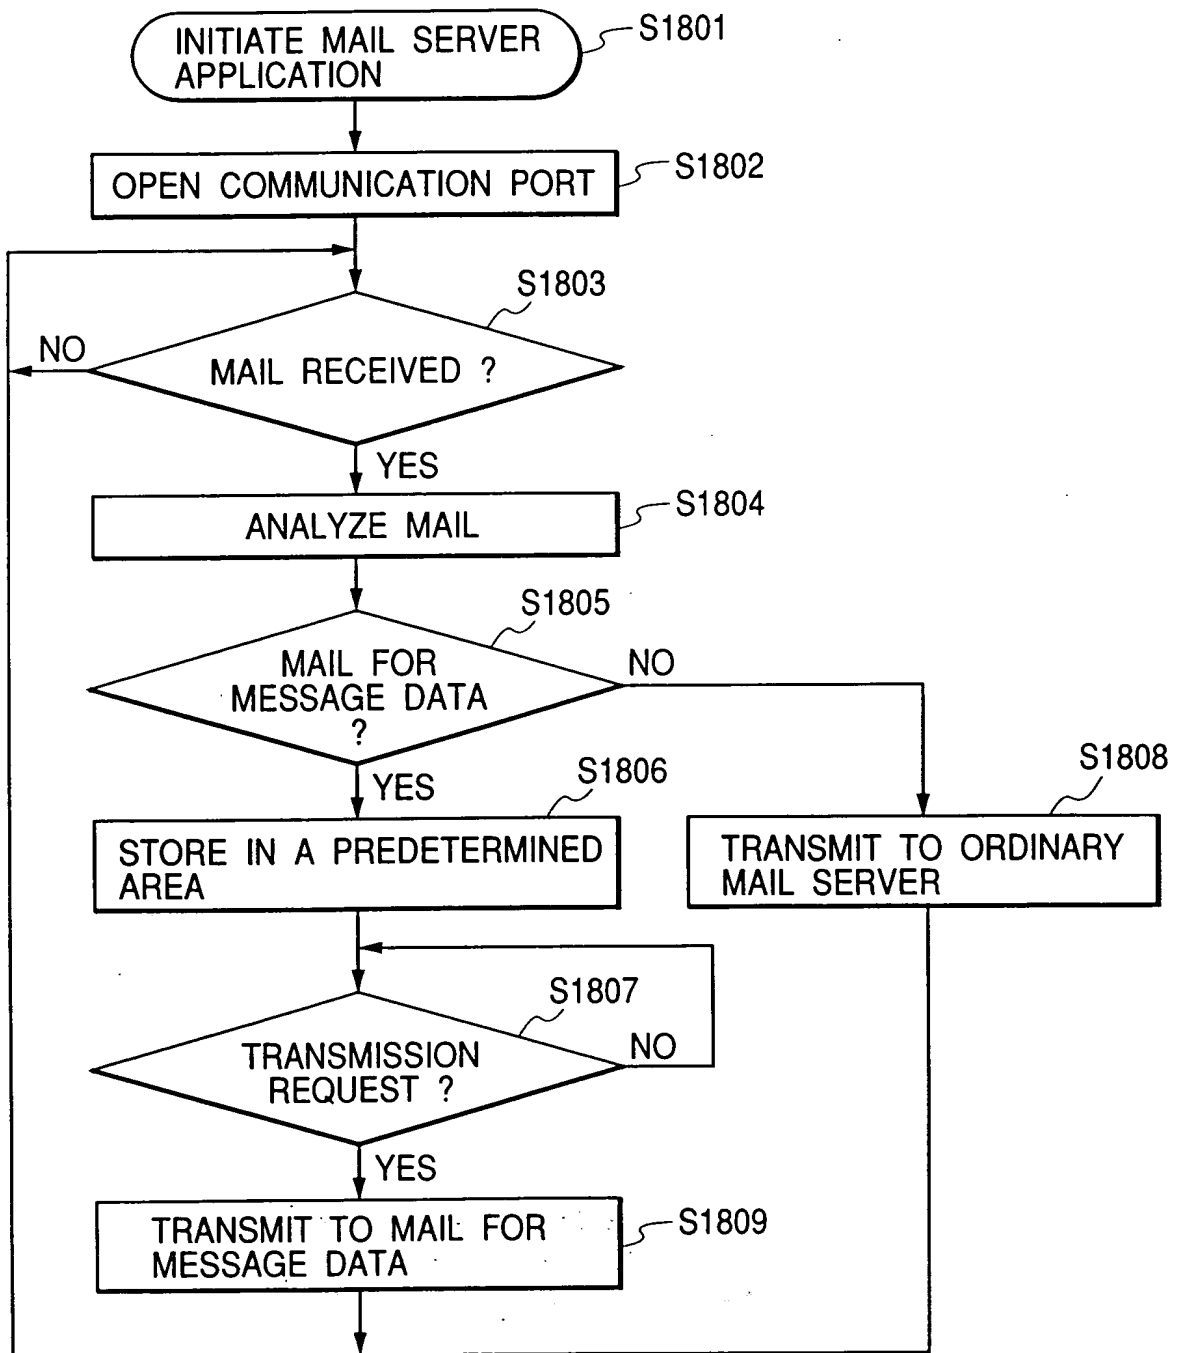 INITIATE MAIL SERVER
APPLICATION
S1801
OPEN COMMUNICATION PORT
S1802
S1803
NO
MAIL RECEIVED ?
YES
ANALYZE MAIL
S1804
S1805
MAIL FOR
MESSAGE DATA
?
NO
YES
S1806
STORE IN A PREDETERMINED
AREA
S1808
TRANSMIT TO ORDINARY
MAIL SERVER
S1807
TRANSMISSION
REQUEST ?
NO
YES
TRANSMIT TO MAIL FOR
MESSAGE DATA
S1809